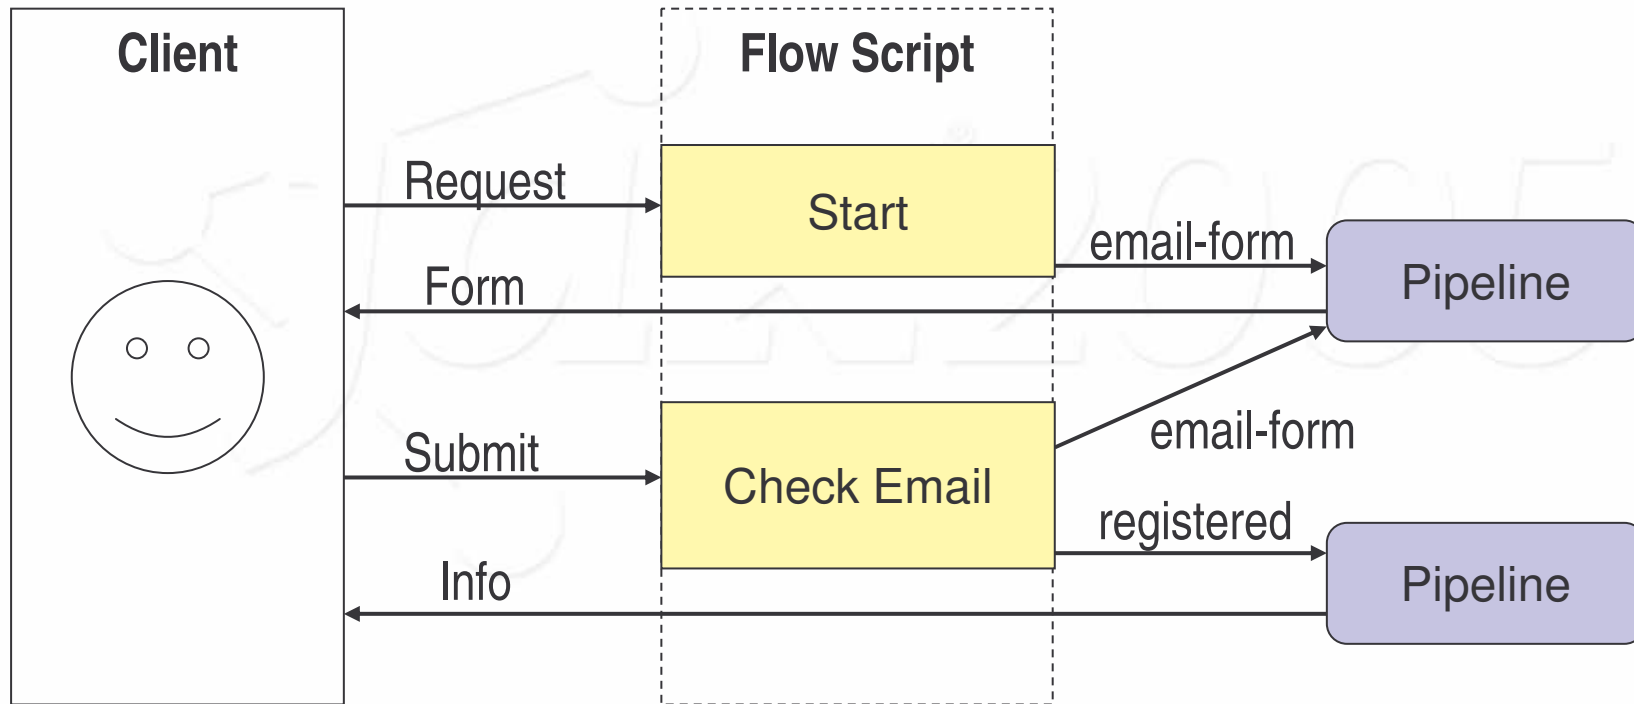 Client
Flow Script
Request
Start
email-form
Pipeline
Form
email-form
Submit
Check Email
registered
Pipeline
Info